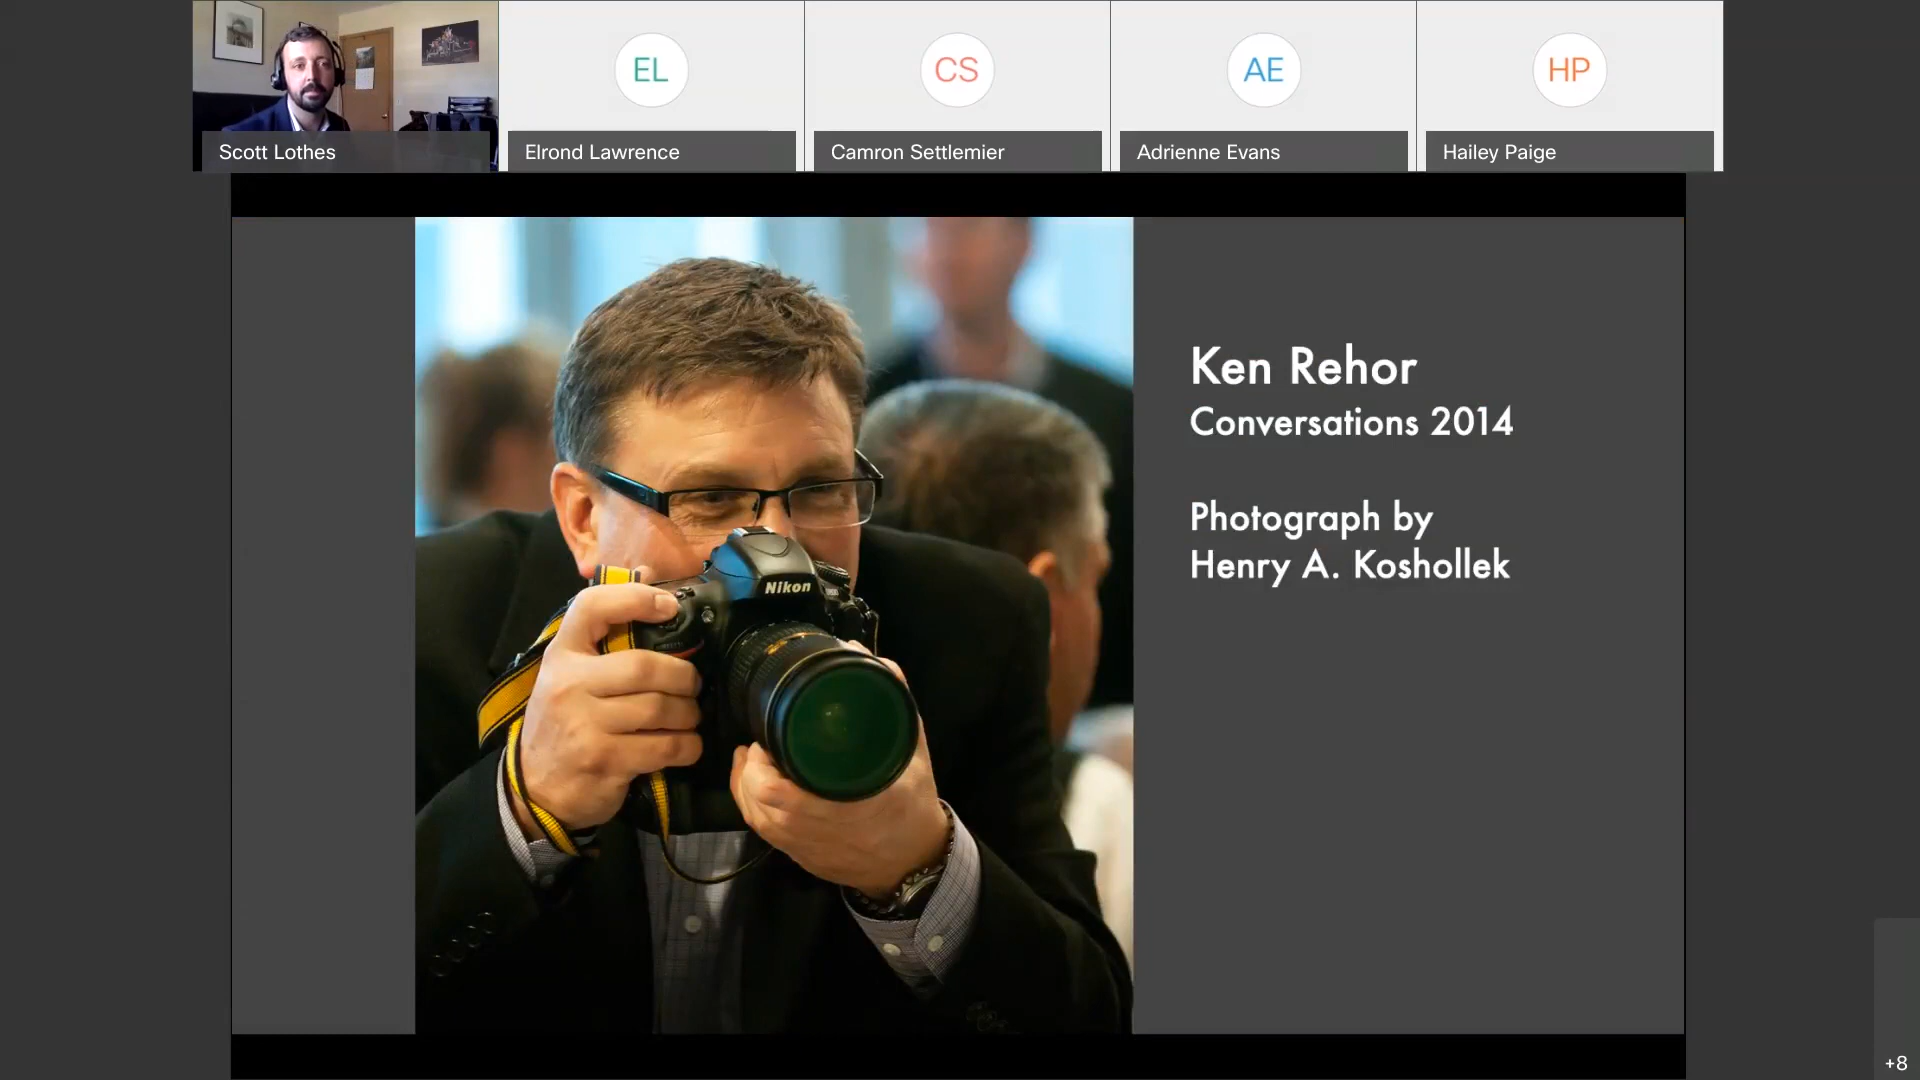 EL
CS
AE
HP
Scott Lothes
Elrond Lawrence
Camron Settlemier
Adrienne Evans
Hailey Paige
Ken Rehor
Conversations 2014
Photograph by
Henry A. Koshollek
Nikon
+8